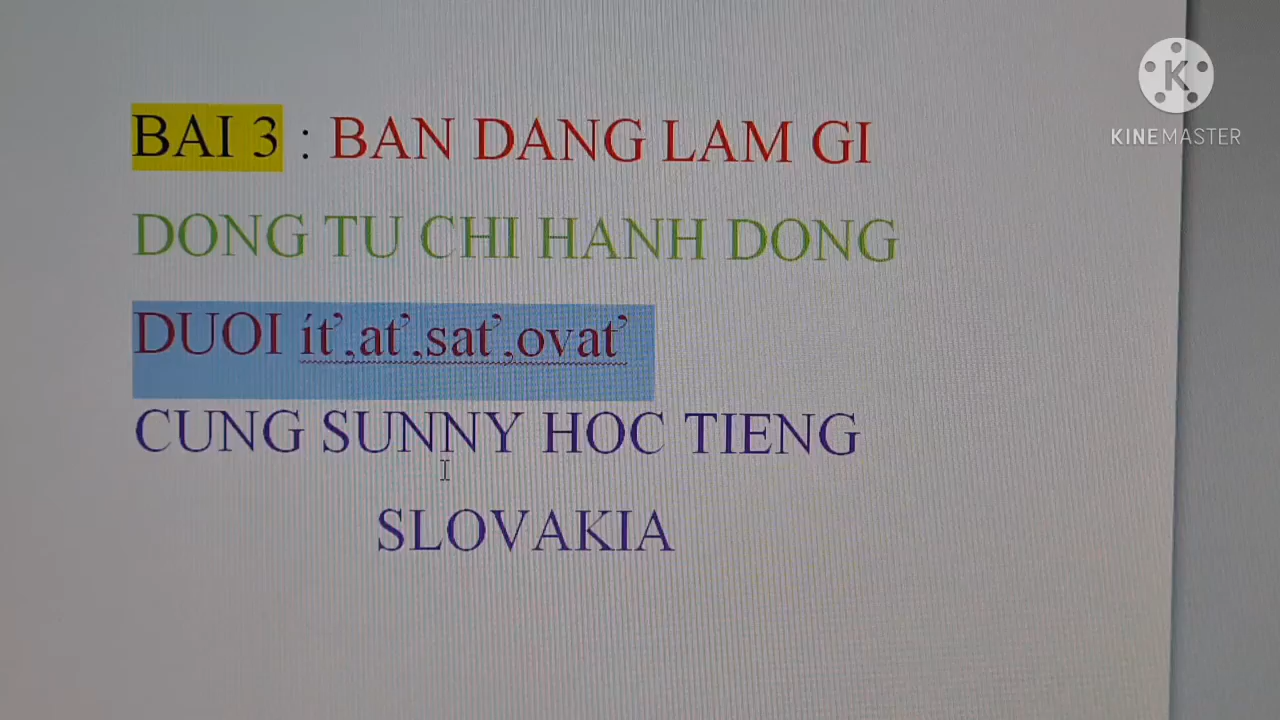 BAI 3 : BAN DANG LAM GI
DONG TU CHI HANH DONG
DUOI íť,ať,sať,ovať
CUNG SUNNY HOC TIENG
SLOVAKIA
K
KINEMASTER